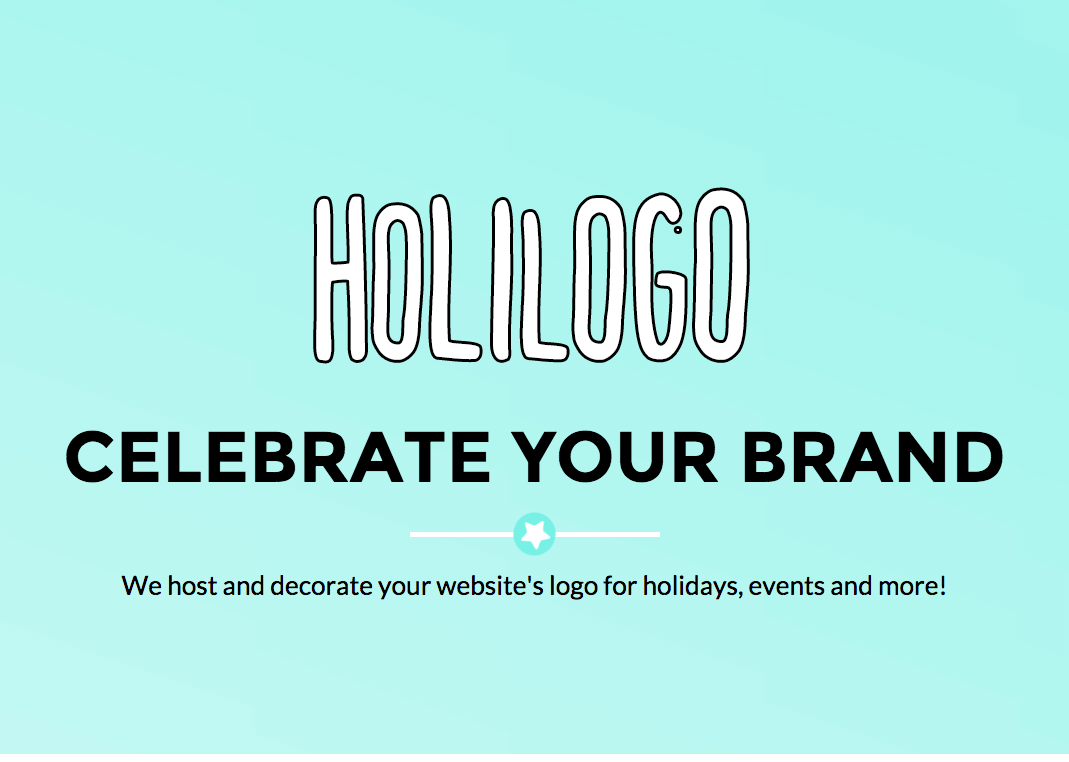 HOLILOGO
CELEBRATE YOUR BRAND
We host and decorate your website's logo for holidays, events and more!